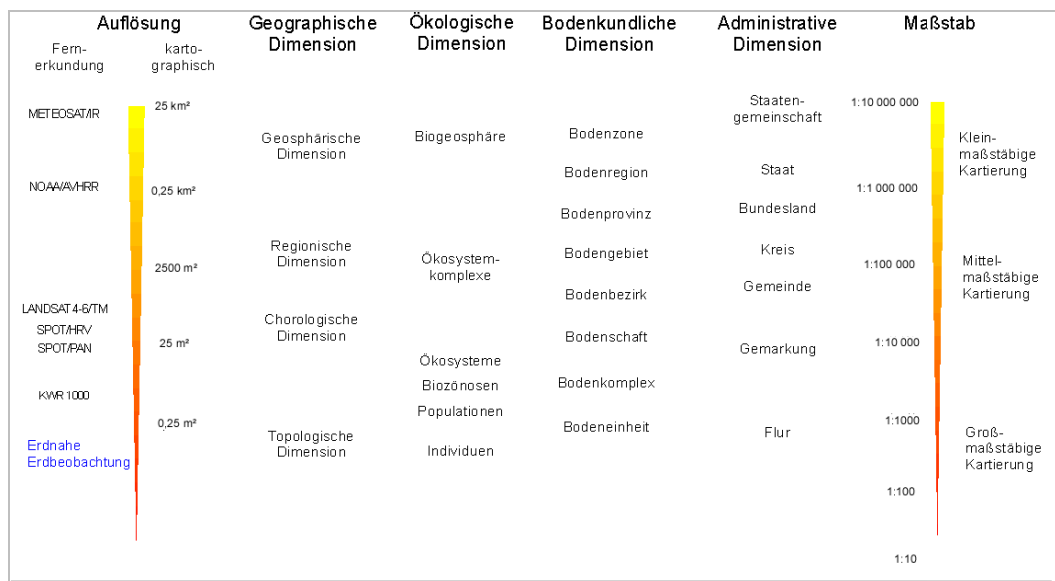 Auflösung
Fern-
erkundung
karto-
graphisch
METEOSAT/IR
NOAA/AVHRR
LANDSAT 4-6/TM
SPOT/HRV
SPOT/PAN
KWR 1000
Erdnahe
Erdbeobachtung
25 km²
0,25 km²
2500 m²
25 m²
0,25 m²
Geographische
Dimension
Geosphärische
Dimension
Regionische
Dimension
Chorologische
Dimension
Topologische
Dimension
Ökologische
Dimension
Biogeosphäre
Ökosystem-
komplexe
Ökosysteme
Biozönosen
Populationen
Individuen
Bodenkundliche
Dimension
Bodenzone
Bodenregion
Bodenprovinz
Bodengebiet
Bodenbezirk
Bodenschaft
Bodenkomplex
Bodeneinheit
Administrative
Dimension
Staaten-
gemeinschaft
Staat
Bundesland
Kreis
Gemeinde
Gemarkung
Flur
Maßstab
1:10 000 000
1:1 000 000
1:100 000
1:10 000
1:1000
1:100
1:10
Klein-
maßstäbige
Kartierung
Mittel-
maßstäbige
Kartierung
Groß-
maßstäbige
Kartierung